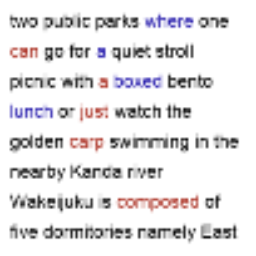 two public parks where one
can go for a quiet stroll
picnic with a boxed bento
lunch or just watch the
golden carp swimming in the
nearby Kanda river
Wakeijuku is composed of
five dormitories namely East